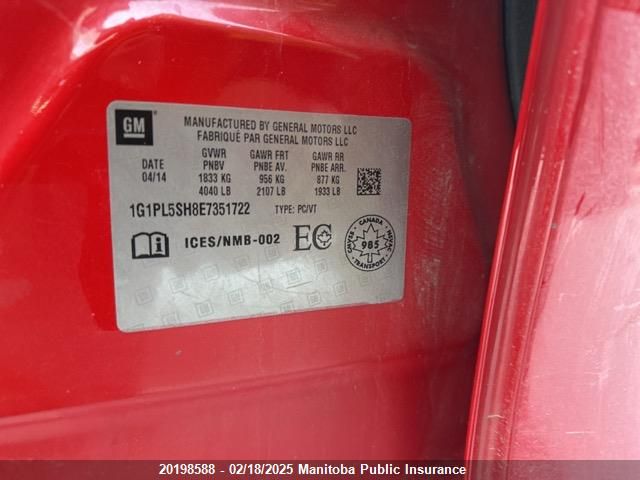 GM
MANUFACTURED BY GENERAL MOTORS LLC
FABRIQUÉ PAR GENERAL MOTORS LLC
DATE
04/14
GVWR
PNBV
1833 KG
4040 LB
GAWR FRT
PNBE AV.
956 KG
2107 LB
GAWR RR
PNBE ARR.
877 KG
1933 LB
1G1PL5SH8E7351722 TYPE: PC/VT
ICES/NMB-002
EC
CANADA
985
TRANSPORT
20198588 - 02/18/2025 Manitoba Public Insurance